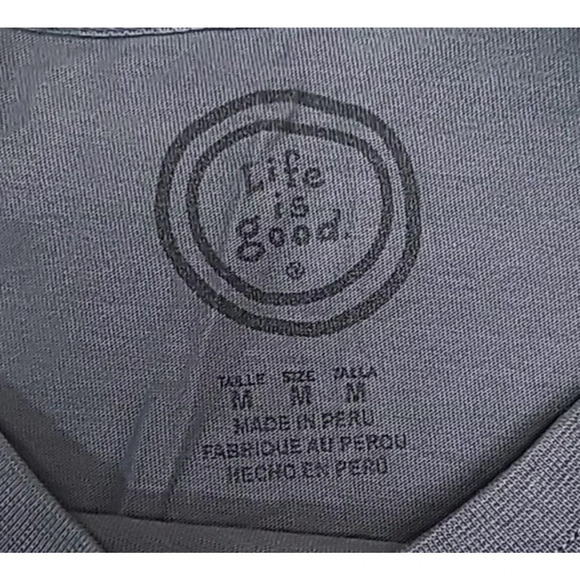 Life
is
good.
®
TAILLE SIZE TALLA
M M M
MADE IN PERU
FABRIQUE AU PEROU
HECHO EN PERU